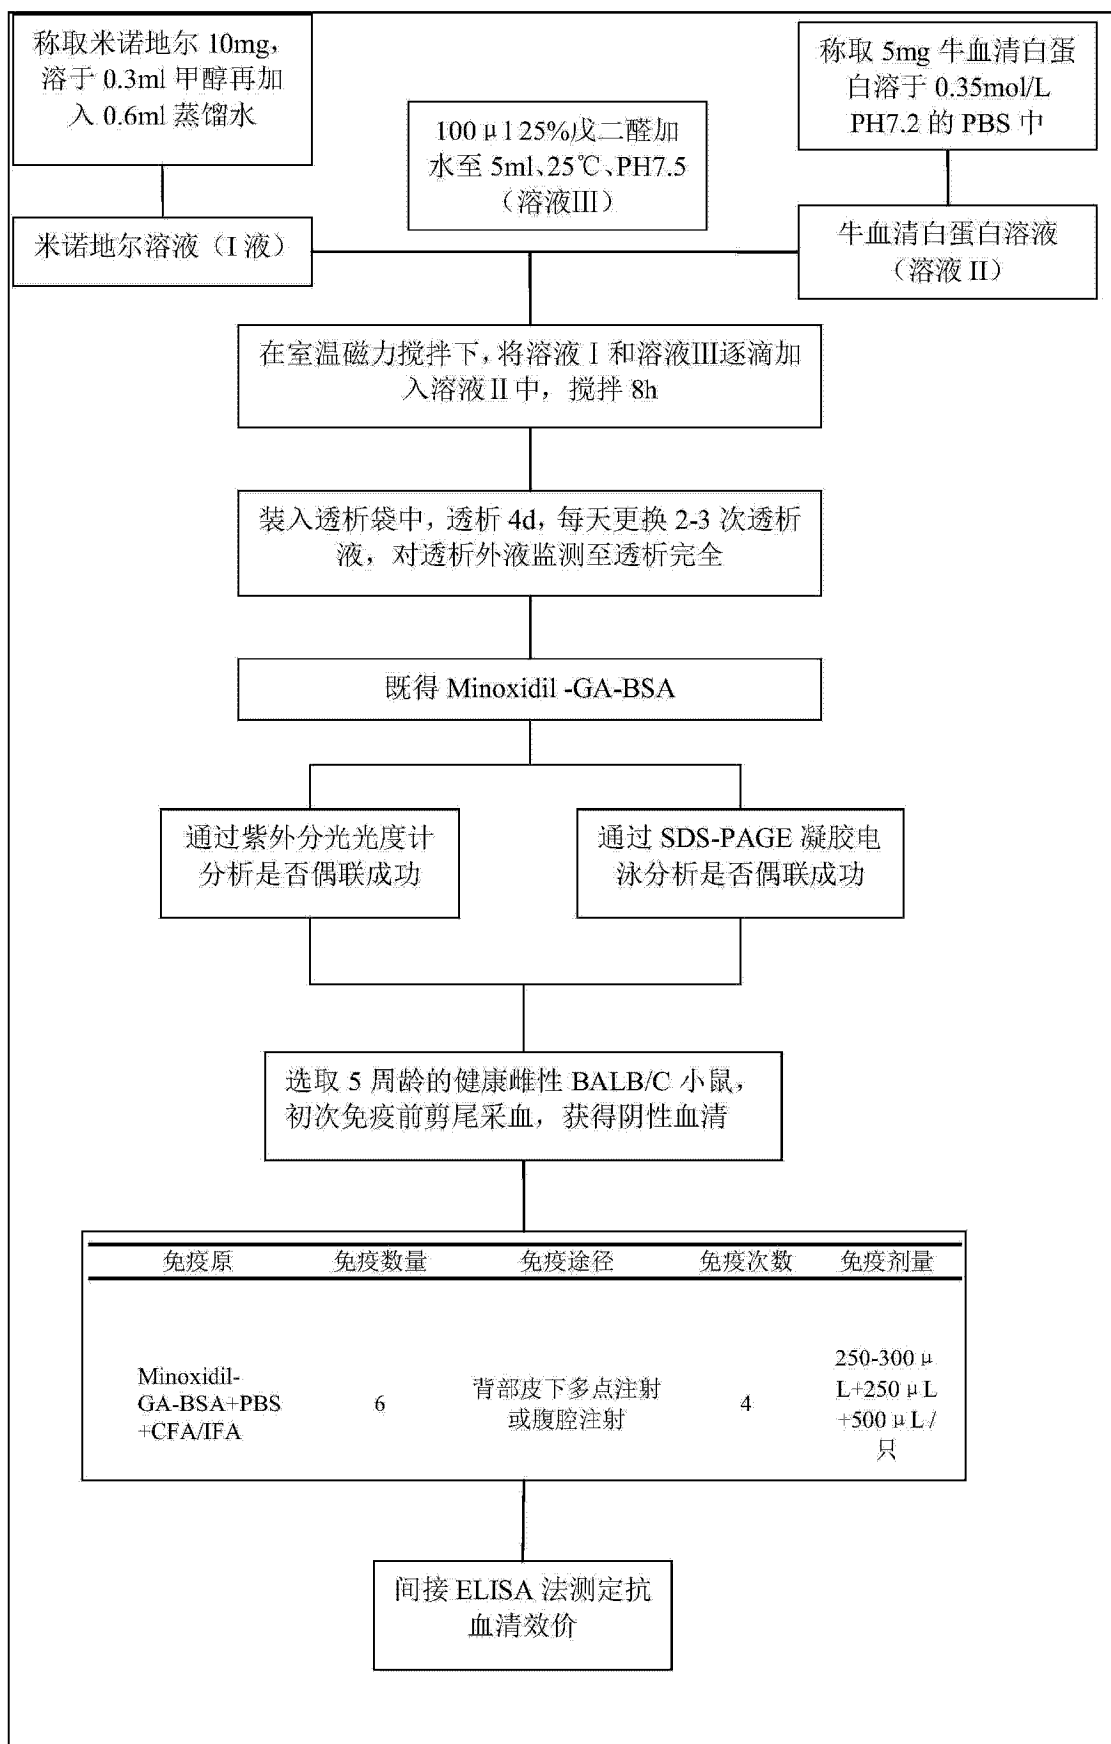 称取米诺地尔 10mg，
溶于 0.3ml 甲醇再加
入 0.6ml 蒸馏水
100μl 25%戊二醛加
水至 5ml、25℃、PH7.5
（溶液Ⅲ）
称取 5mg 牛血清白蛋
白溶于 0.35mol/L
PH7.2 的 PBS 中
米诺地尔溶液（I 液）
牛血清白蛋白溶液
（溶液 II）
在室温磁力搅拌下，将溶液Ⅰ和溶液Ⅲ逐滴加
入溶液Ⅱ中，搅拌 8h
装入透析袋中，透析 4d，每天更换 2-3 次透析
液，对透析外液监测至透析完全
既得 Minoxidil -GA-BSA
通过紫外分光光度计
分析是否偶联成功
通过 SDS-PAGE 凝胶电
泳分析是否偶联成功
选取 5 周龄的健康雌性 BALB/C 小鼠，
初次免疫前剪尾采血，获得阴性血清
免疫原 免疫数量 免疫途径 免疫次数 免疫剂量
Minoxidil-
GA-BSA+PBS
+CFA/IFA
6
背部皮下多点注射
或腹腔注射
4
250-300μ
L+250μL
+500μL/
只
间接 ELISA 法测定抗
血清效价